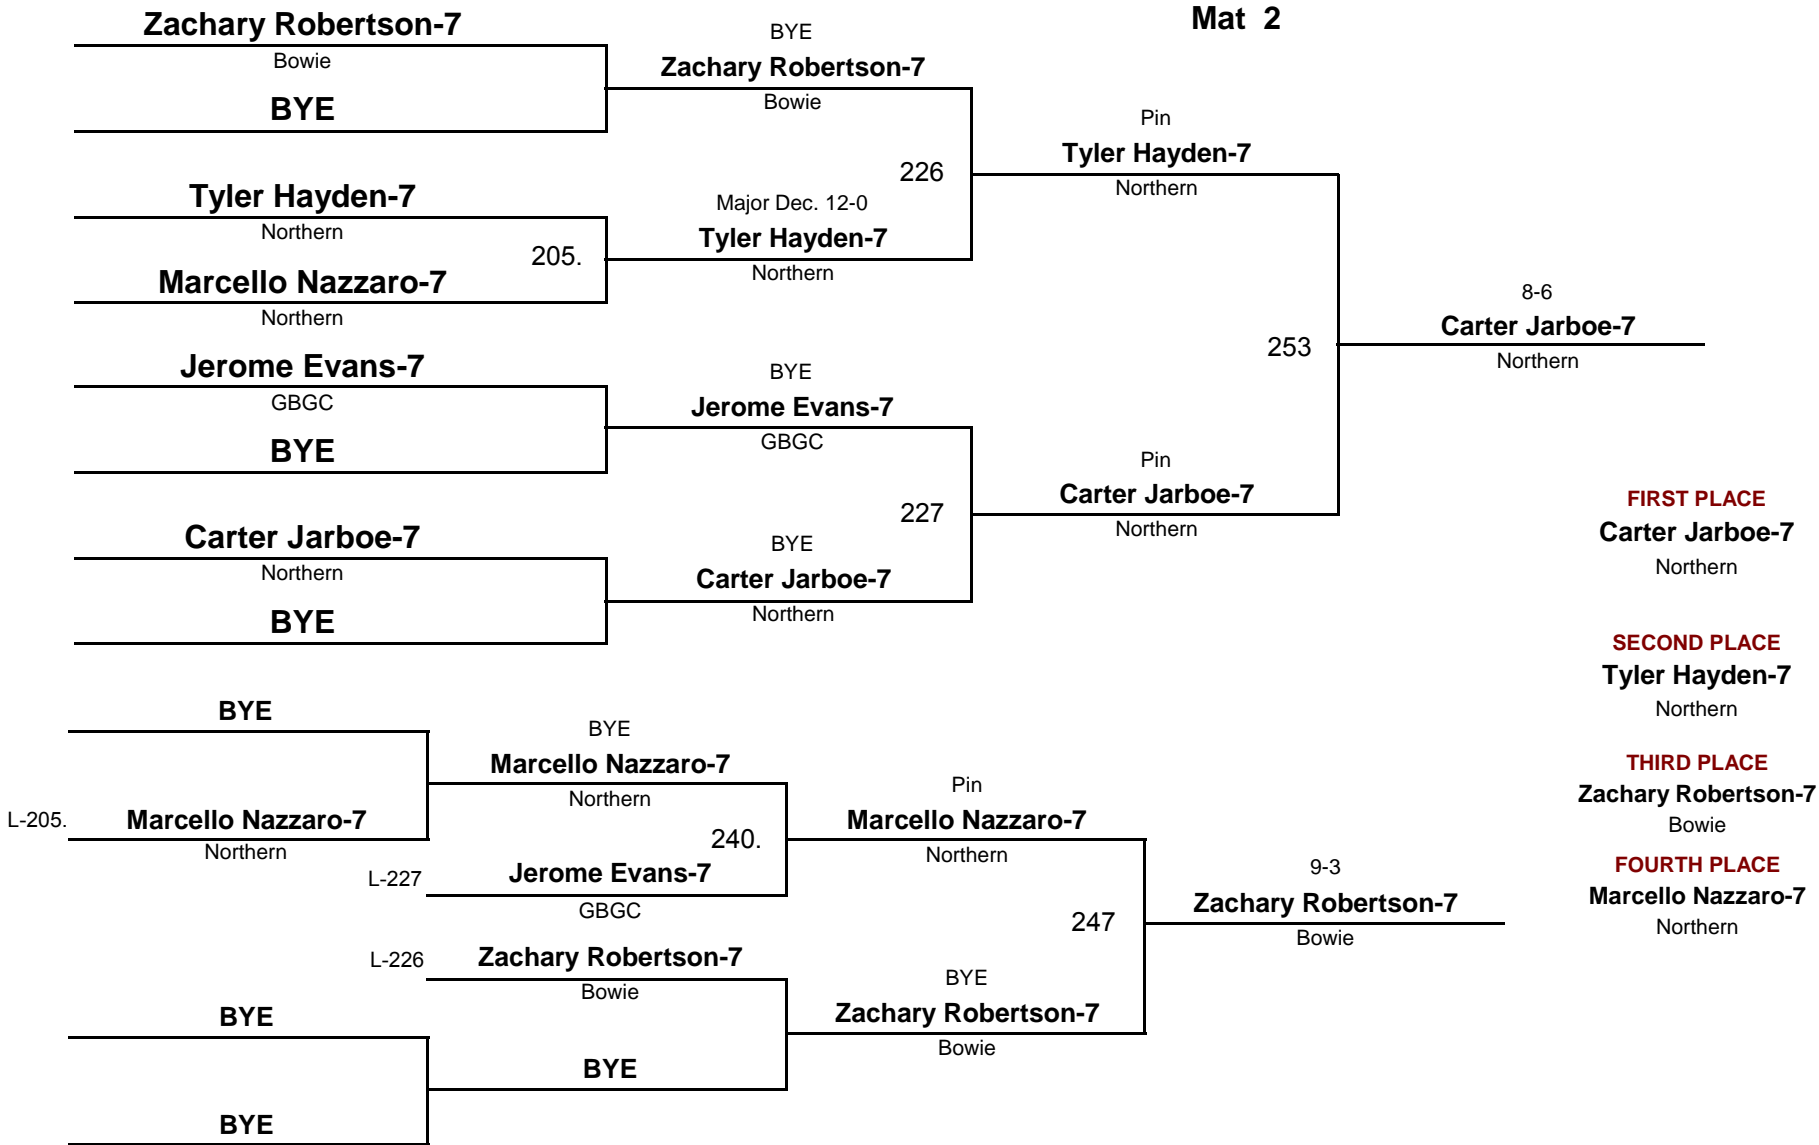 Mat 2
Zachary Robertson-7
Bowie
BYE
Tyler Hayden-7
Northern
205.
Marcello Nazzaro-7
Northern
Jerome Evans-7
GBGC
BYE
Carter Jarboe-7
Northern
BYE
BYE
Zachary Robertson-7
Bowie
226
Major Dec. 12-0
Tyler Hayden-7
Northern
BYE
Jerome Evans-7
GBGC
227
BYE
Carter Jarboe-7
Northern
Pin
Tyler Hayden-7
Northern
253
Pin
Carter Jarboe-7
Northern
8-6
Carter Jarboe-7
Northern
FIRST PLACE
Carter Jarboe-7
Northern
SECOND PLACE
Tyler Hayden-7
Northern
THIRD PLACE
Zachary Robertson-7
Bowie
FOURTH PLACE
Marcello Nazzaro-7
Northern
BYE
L-205.
Marcello Nazzaro-7
Northern
BYE
BYE
BYE
Marcello Nazzaro-7
Northern
240.
L-227
Jerome Evans-7
GBGC
L-226
Zachary Robertson-7
Bowie
BYE
Pin
Marcello Nazzaro-7
Northern
247
BYE
Zachary Robertson-7
Bowie
9-3
Zachary Robertson-7
Bowie